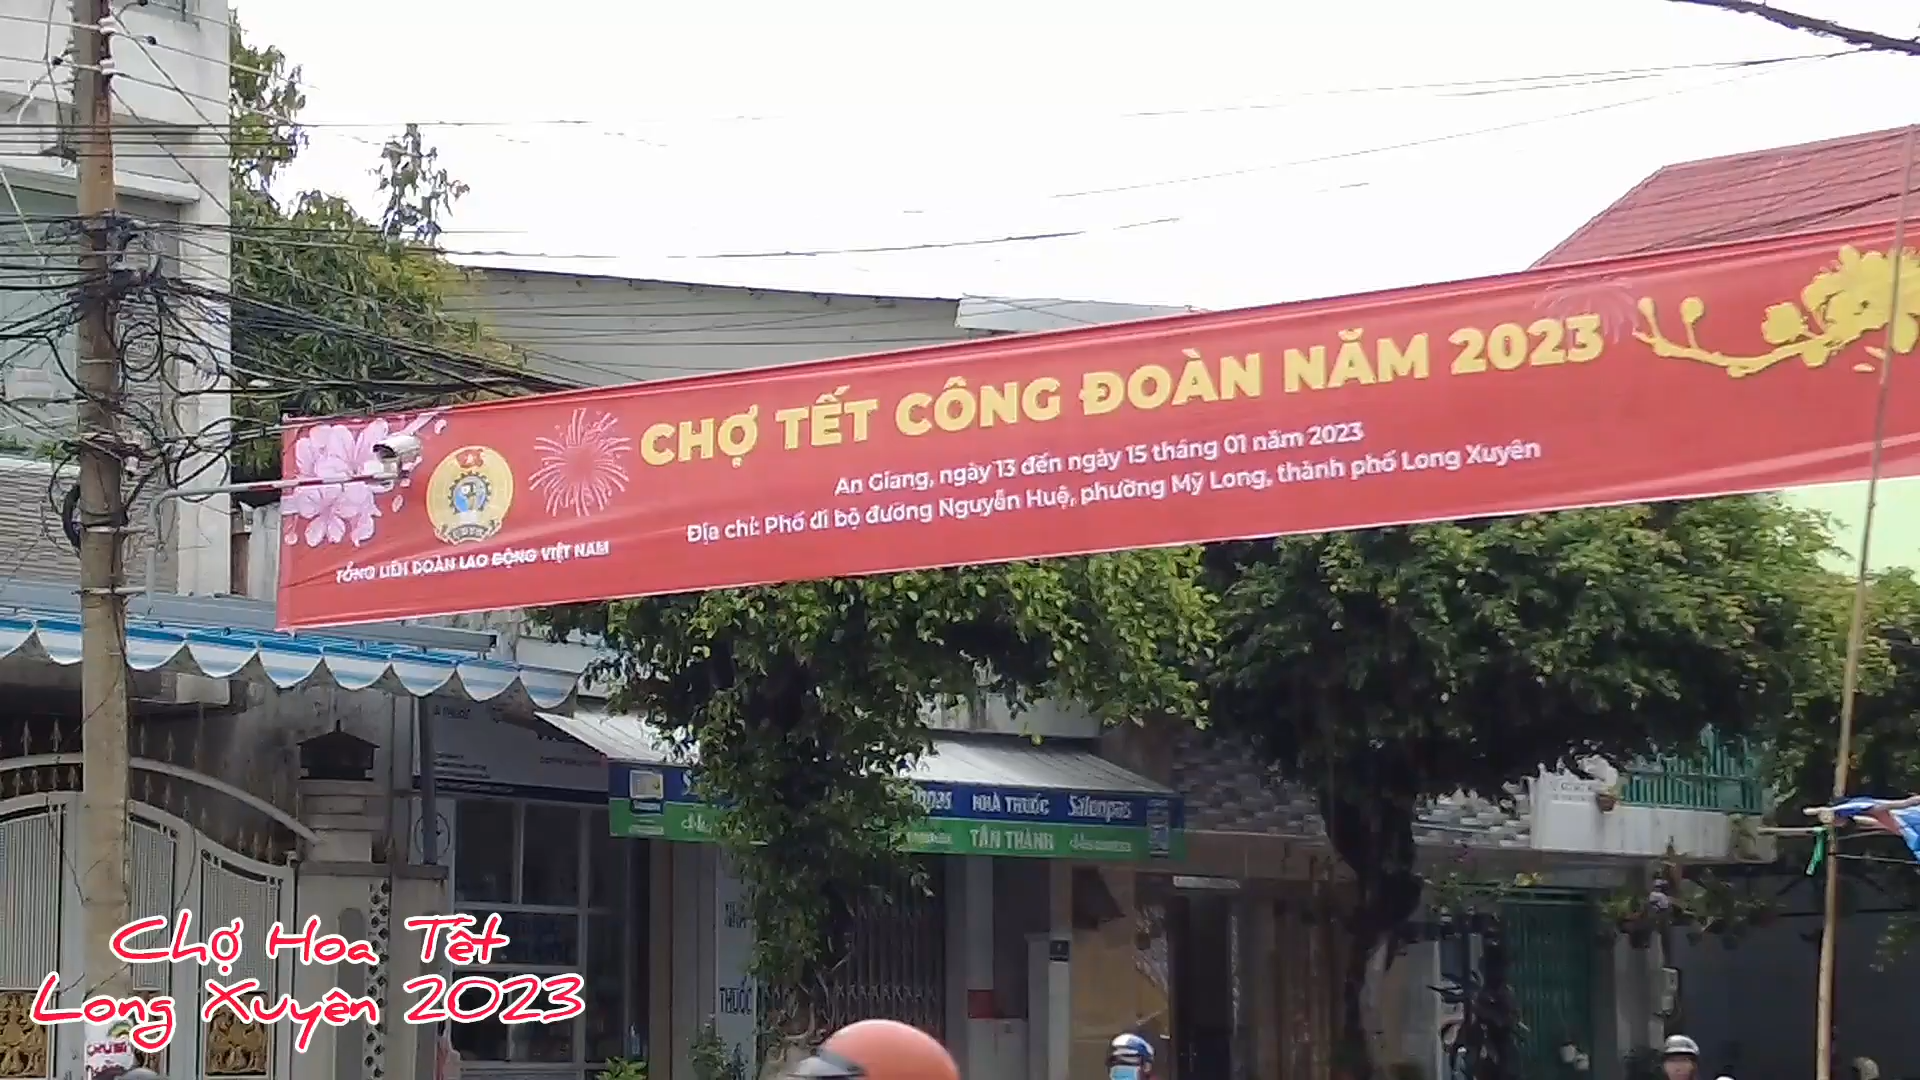 CHỢ TẾT CÔNG ĐOÀN NĂM 2023
An Giang, ngày 13 đến ngày 15 tháng 01 năm 2023
Địa chỉ: Phố đi bộ đường Nguyễn Huệ, phường Mỹ Long, thành phố Long Xuyên
TỔNG LIÊN ĐOÀN LAO ĐỘNG VIỆT NAM
NHÀ THUỐC Salonpas
TÂN THÀNH
THUỐC
Chợ Hoa Tết
Long Xuyên 2023